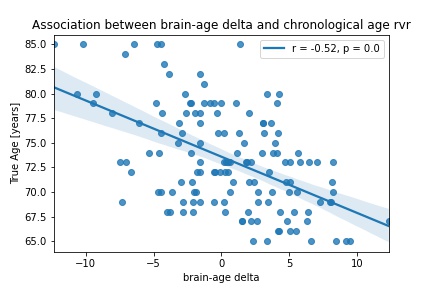 Association between brain-age delta and chronological age rvr
r = -0.52, p = 0.0
True Age [years]
85.0
82.5
80.0
77.5
75.0
72.5
70.0
67.5
65.0
−10 −5 0 5 10
brain-age delta